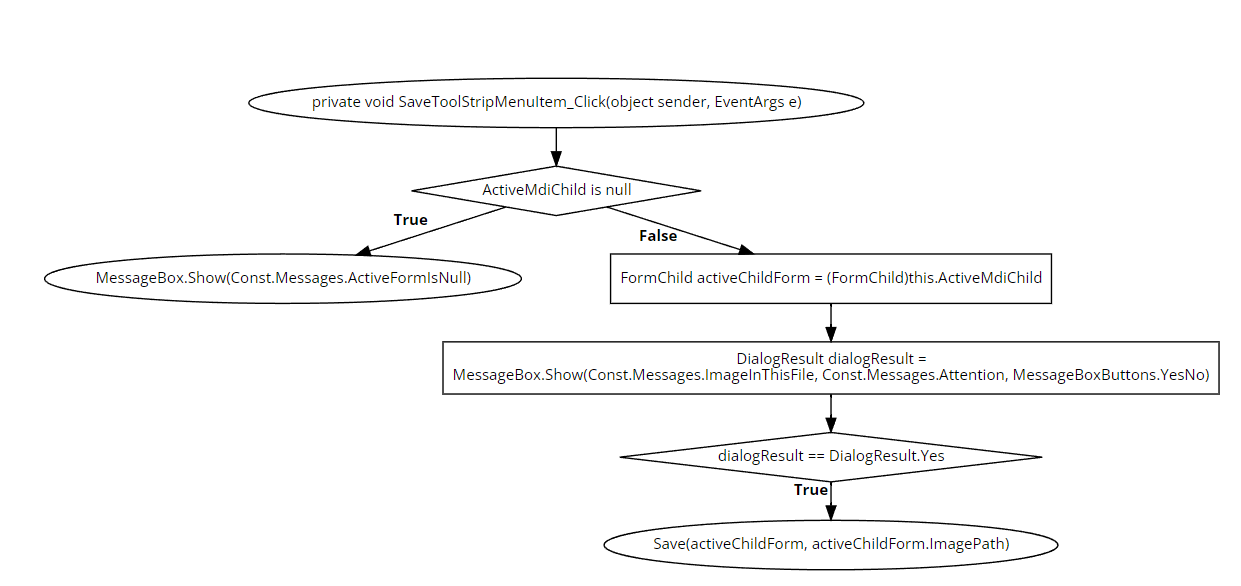 private void SaveToolStripMenuItem_Click(object sender, EventArgs e)
ActiveMdiChild is null
True
False
MessageBox.Show(Const.Messages.ActiveFormIsNull)
FormChild activeChildForm = (FormChild)this.ActiveMdiChild
DialogResult dialogResult =
MessageBox.Show(Const.Messages.ImageInThisFile, Const.Messages.Attention, MessageBoxButtons.YesNo)
dialogResult == DialogResult.Yes
True
Save(activeChildForm, activeChildForm.ImagePath)